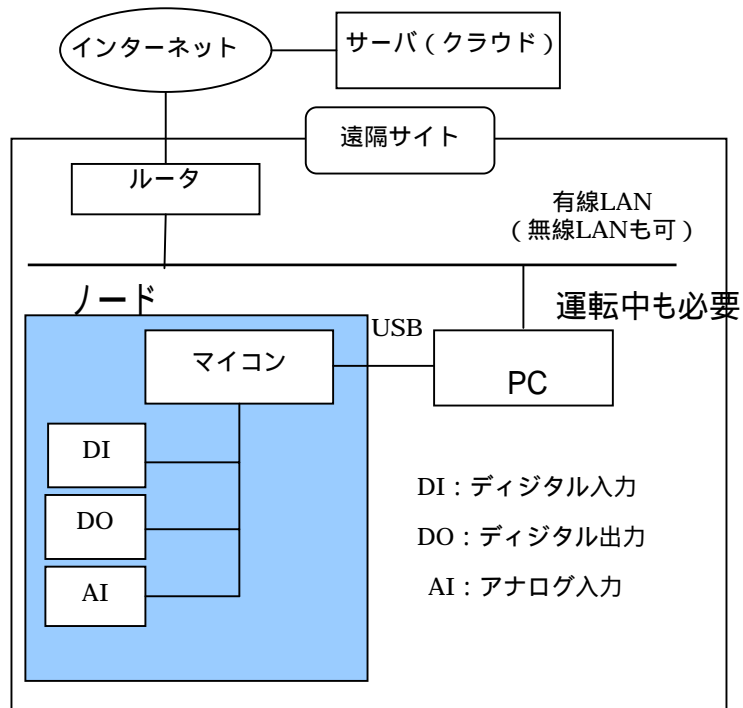 インターネット
サーバ（クラウド）
遠隔サイト
ルータ
有線LAN
（無線LANも可）
ノード
運転中も必要
USB
マイコン
PC
DI
DI：ディジタル入力
DO
DO：ディジタル出力
AI
AI：アナログ入力